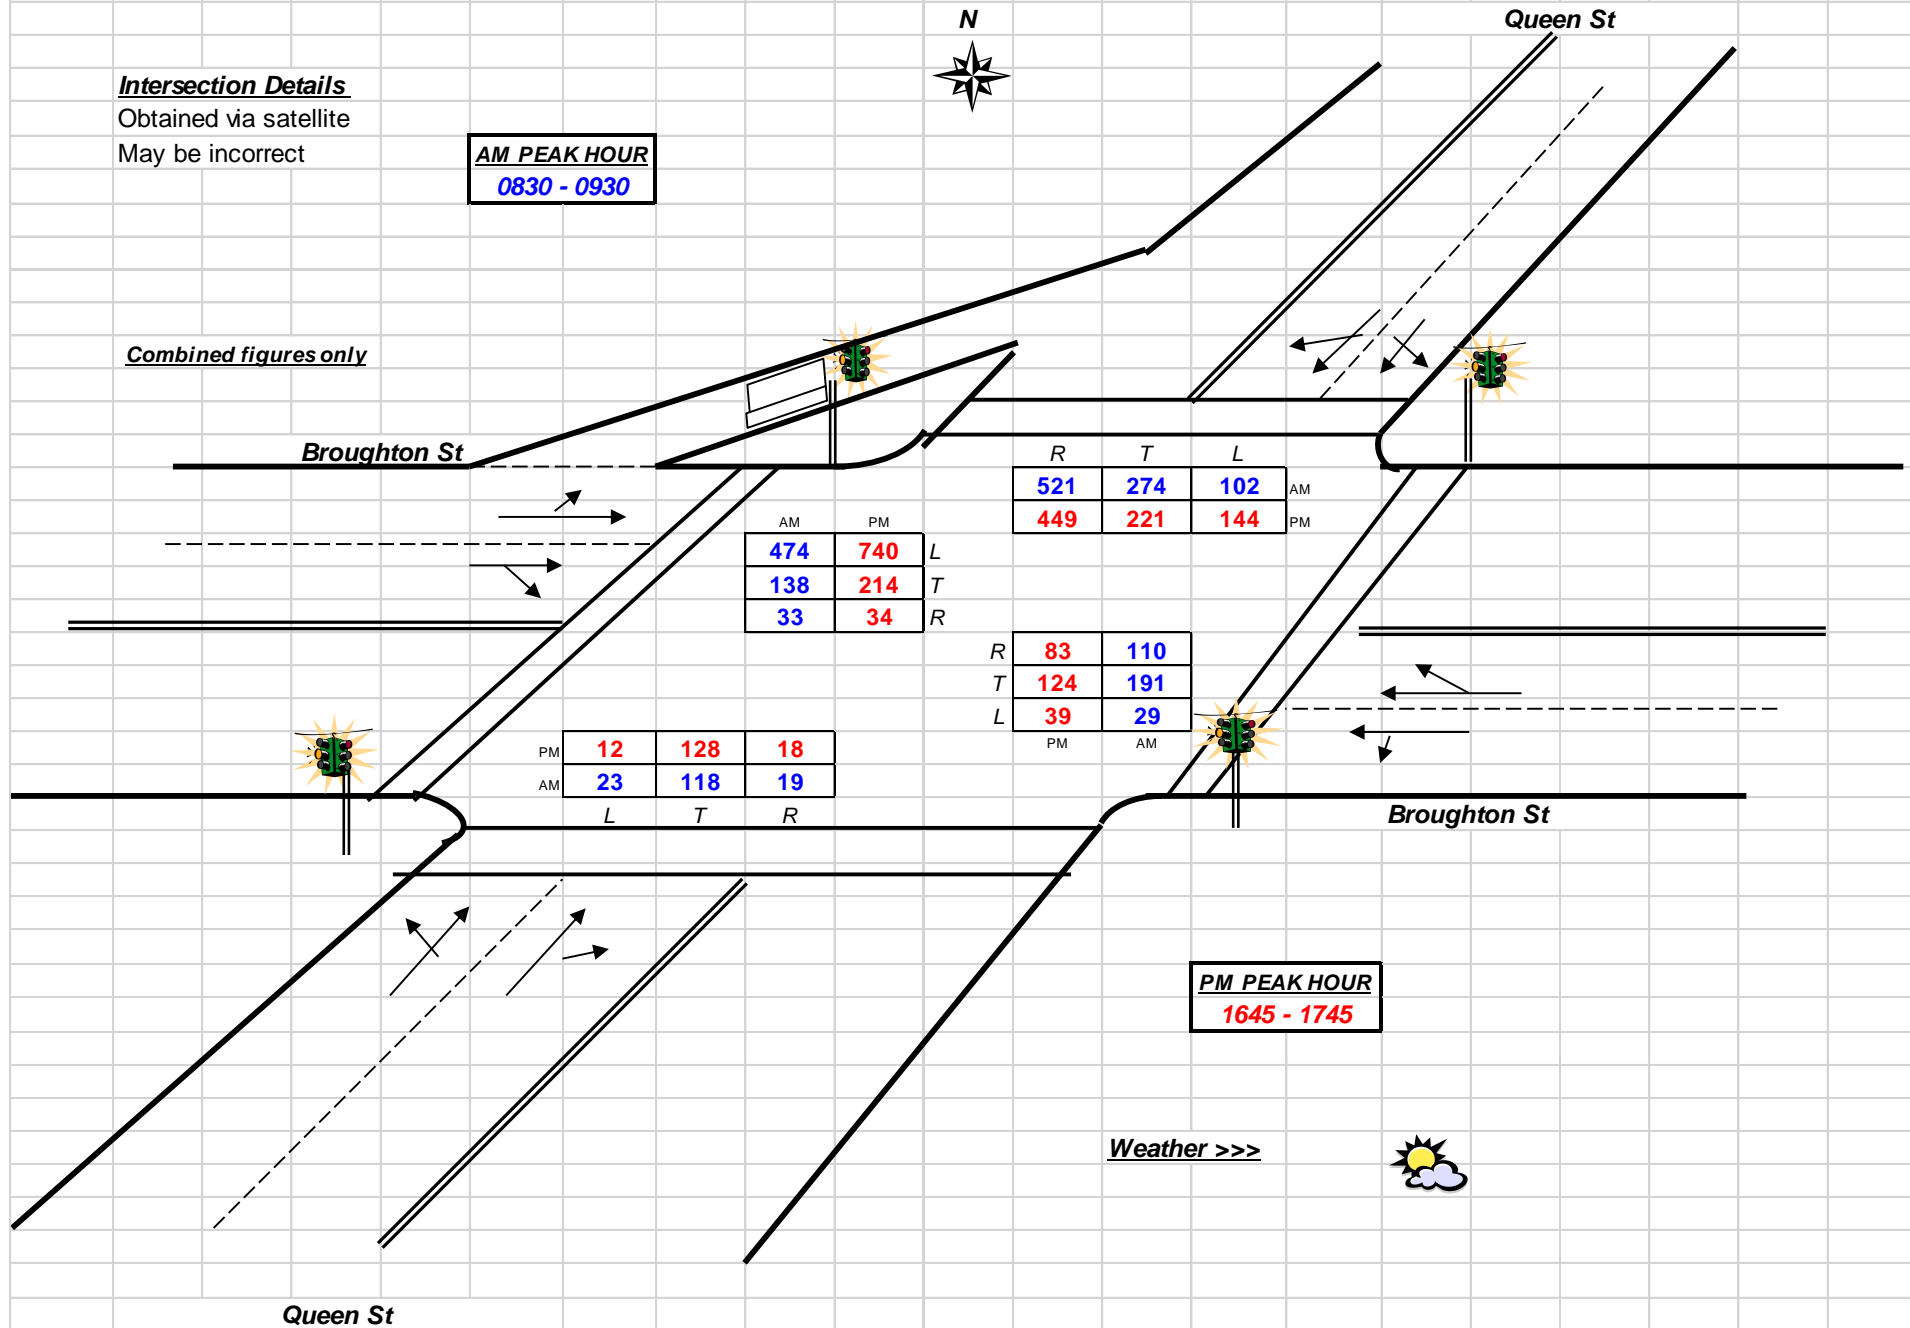 N
Queen St
Intersection Details
Obtained via satellite
May be incorrect
AM PEAK HOUR
0830 - 0930
Combined figures only
Broughton St
R T L
521 274 102 AM
449 221 144 PM
AM PM
474 740 L
138 214 T
33 34 R
R 83 110
T 124 191
L 39 29
PM AM
PM 12 128 18
AM 23 118 19
L T R
Broughton St
PM PEAK HOUR
1645 - 1745
Weather >>>
Queen St